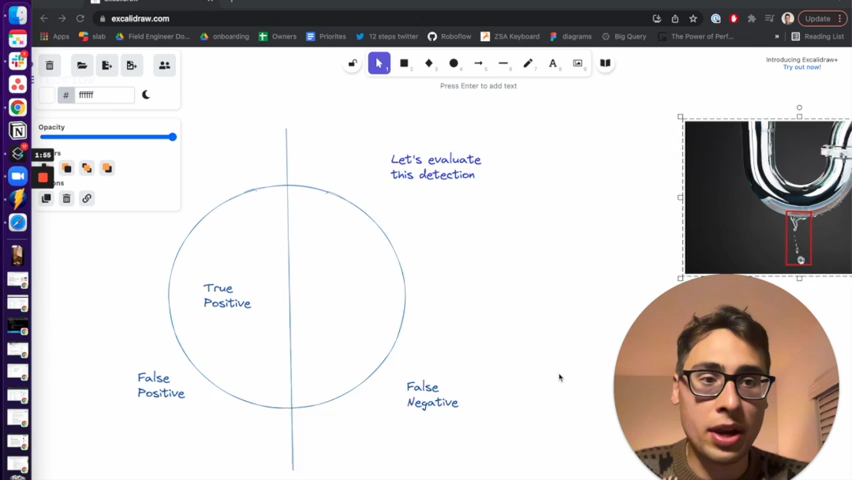 excalidraw.com
Update
Apps
slab
Field Engineer Do...
onboarding
Owners
Priorites
12 steps twitter
Roboflow
ZSA Keyboard
diagrams
Big Query
The Power of Perf...
Reading List
Press Enter to add text
Introducing Excalidraw+
Try out now!
# ffffff
Opacity
1:55
Let's evaluate
this detection
True
Positive
False
Positive
False
Negative